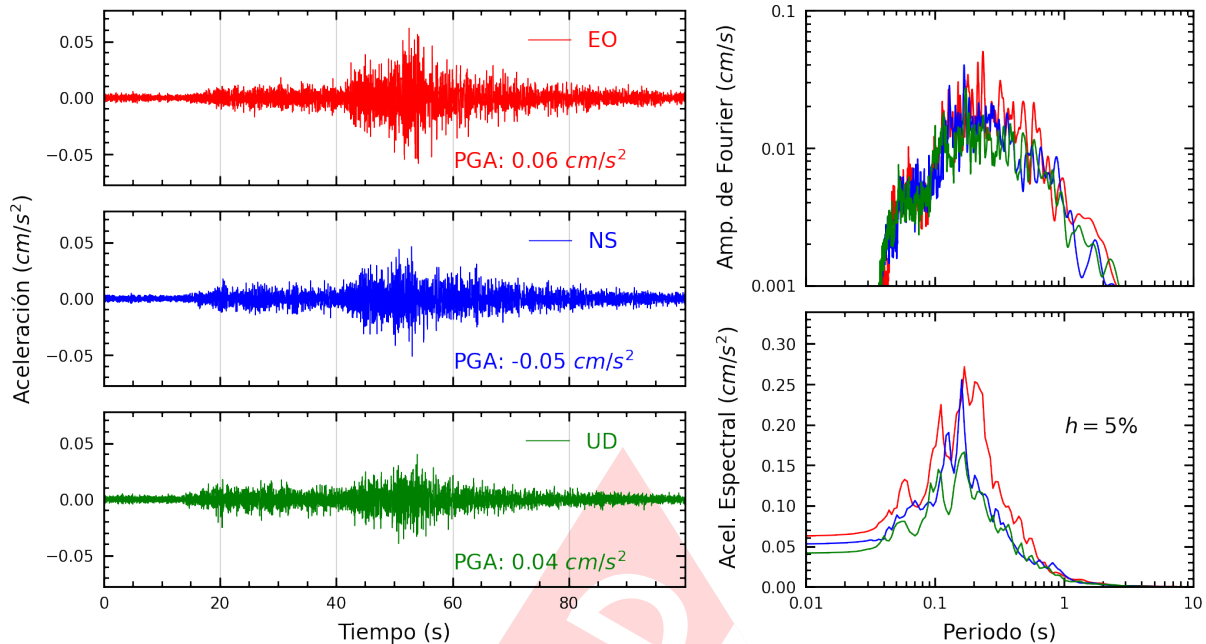 Aceleración (cm/s²)
0.05
0.00
−0.05
EO
PGA: 0.06 cm/s²
0.05
0.00
−0.05
NS
PGA: -0.05 cm/s²
0.05
0.00
−0.05
UD
PGA: 0.04 cm/s²
0 20 40 60 80
Tiempo (s)
Amp. de Fourier (cm/s)
0.1
0.01
0.001
Acel. Espectral (cm/s²)
0.30
0.25
0.20
0.15
0.10
0.05
0.00
h = 5%
0.01 0.1 1 10
Periodo (s)